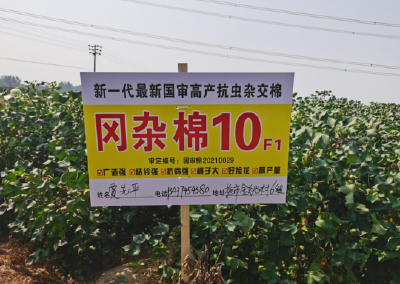 新一代最新国审高产抗虫杂交棉
冈杂棉10F1
审定编号：国审棉20210029
☑广适强☑结铃强☑抗病强☑桃子大☑好捡花☑高产量
姓名 电话 地址